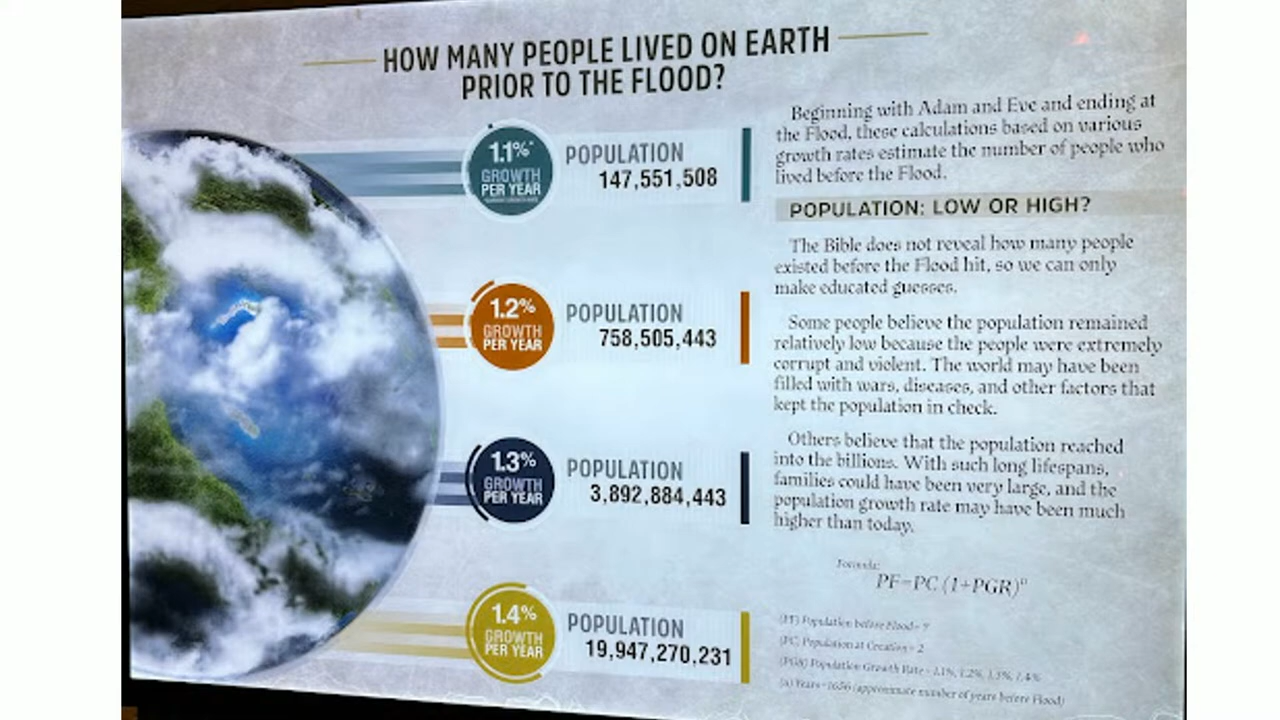 HOW MANY PEOPLE LIVED ON EARTH
PRIOR TO THE FLOOD?
1.1%*
GROWTH
PER YEAR
POPULATION
147,551,508
1.2%
GROWTH
PER YEAR
POPULATION
758,505,443
1.3%
GROWTH
PER YEAR
POPULATION
3,892,884,443
1.4%
GROWTH
PER YEAR
POPULATION
19,947,270,231
Beginning with Adam and Eve and ending at
the Flood, these calculations based on various
growth rates estimate the number of people who
lived before the Flood.
POPULATION: LOW OR HIGH?
The Bible does not reveal how many people
existed before the Flood hit, so we can only
make educated guesses.
Some people believe the population remained
relatively low because the people were extremely
corrupt and violent. The world may have been
filled with wars, diseases, and other factors that
kept the population in check.
Others believe that the population reached
into the billions. With such long lifespans,
families could have been very large, and the
population growth rate may have been much
higher than today.
Formula:
PF=PC (1+PGR)ⁿ
(PF) Population before Flood = ?
(PC) Population at Creation = 2
(PGR) Population Growth Rate = 1.1%, 1.2%, 1.3%, 1.4%
(n) Years = 1656 (approximate number of years before Flood)